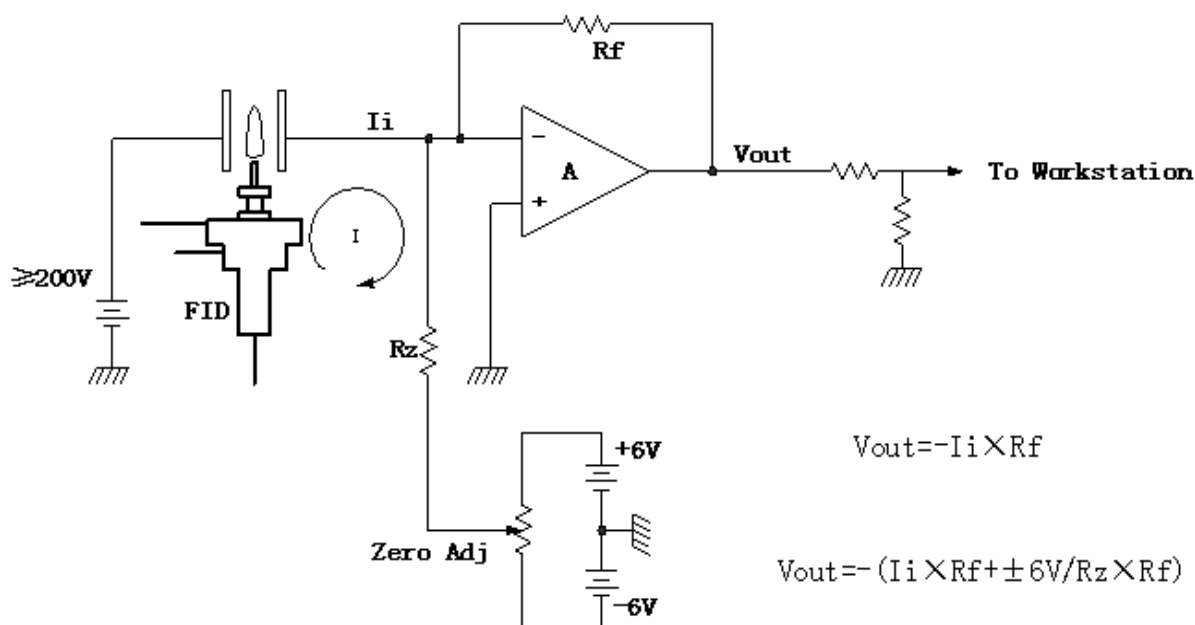 Rf
Ii
−
A
+
Vout
To Workstation
I
≥200V
FID
Rz
+6V
Vout=-Ii×Rf
Zero Adj
Vout=-(Ii×Rf+±6V/Rz×Rf)
−6V